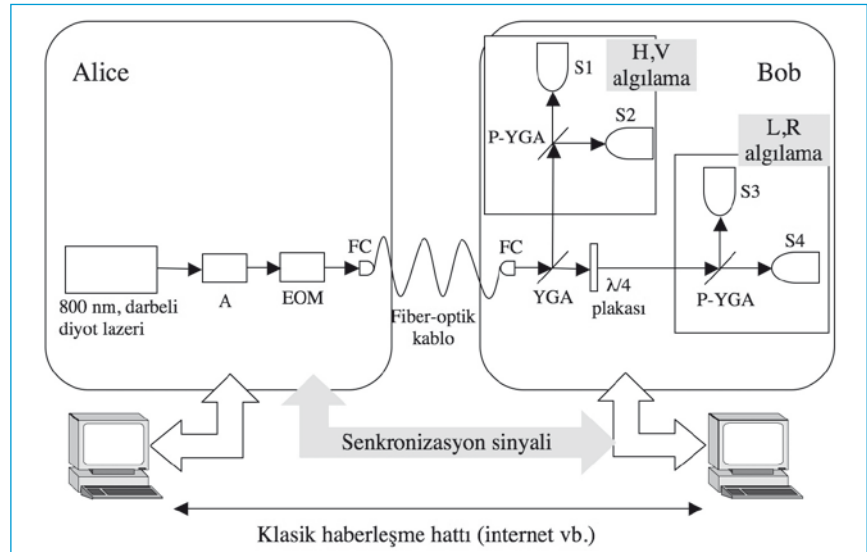 Alice
800 nm, darbeli
diyot lazeri
A
EOM
FC
Fiber-optik
kablo
Bob
H,V
algılama
S1
S2
P-YGA
L,R
algılama
S3
S4
FC
YGA
λ/4
plakası
P-YGA
Senkronizasyon sinyali
Klasik haberleşme hattı (internet vb.)